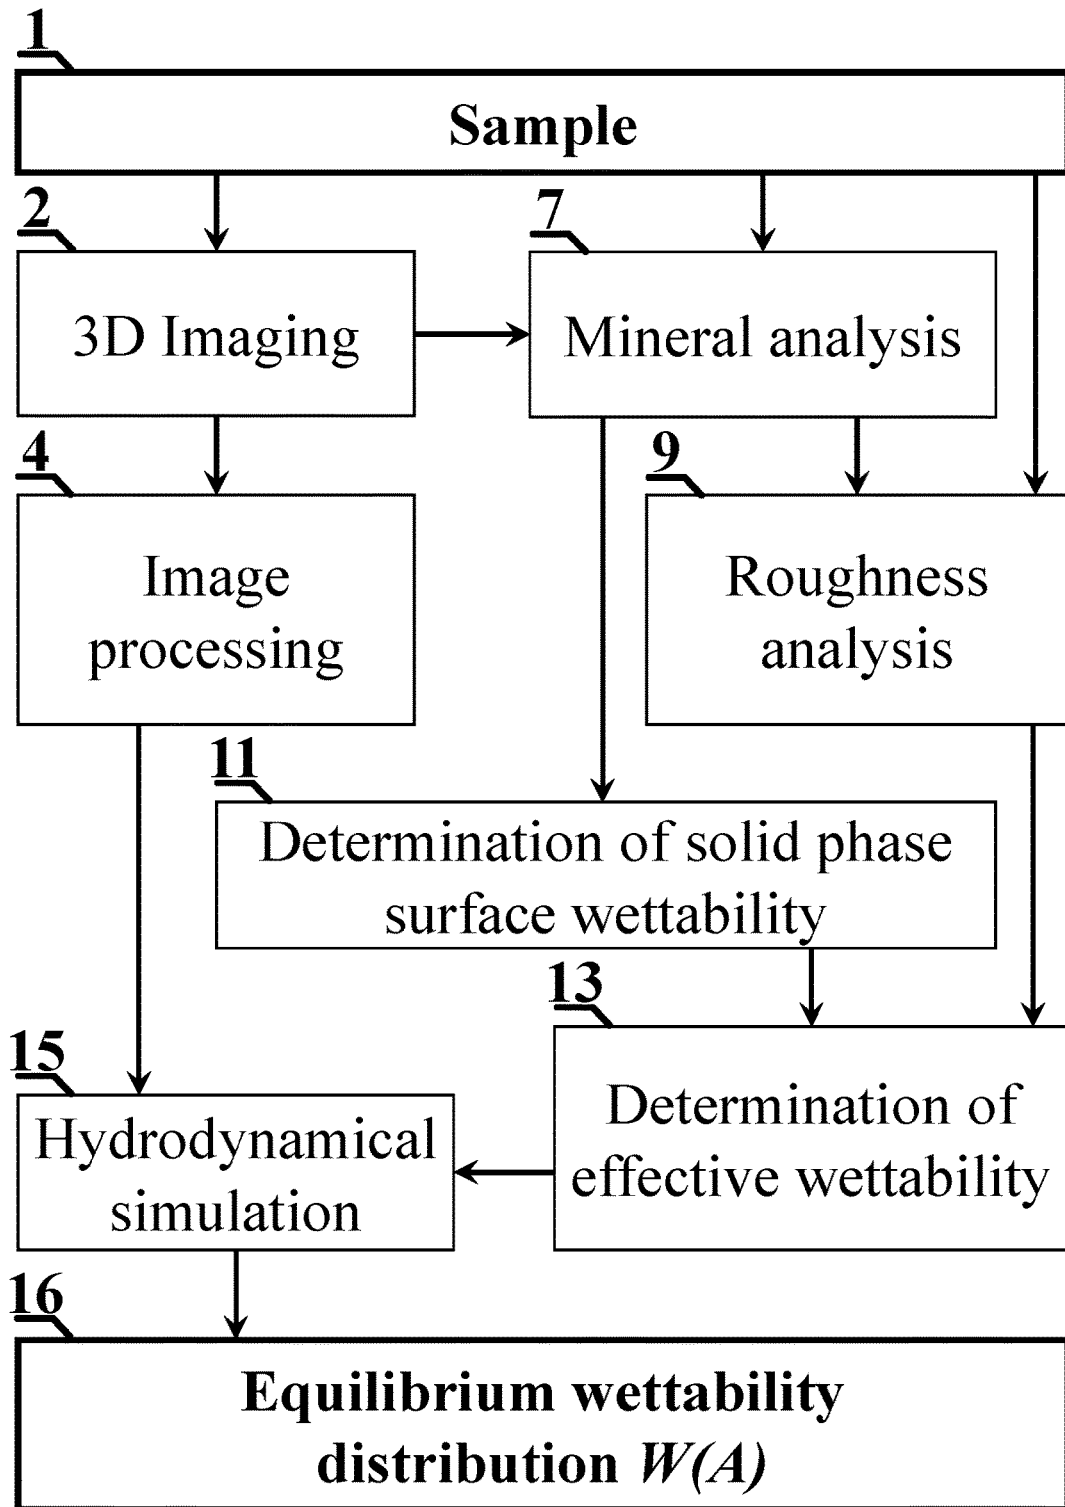 1
Sample
2
3D Imaging
7
Mineral analysis
4
Image
processing
9
Roughness
analysis
11
Determination of solid phase
surface wettability
13
Determination of
effective wettability
15
Hydrodynamical
simulation
16
Equilibrium wettability
distribution W(A)